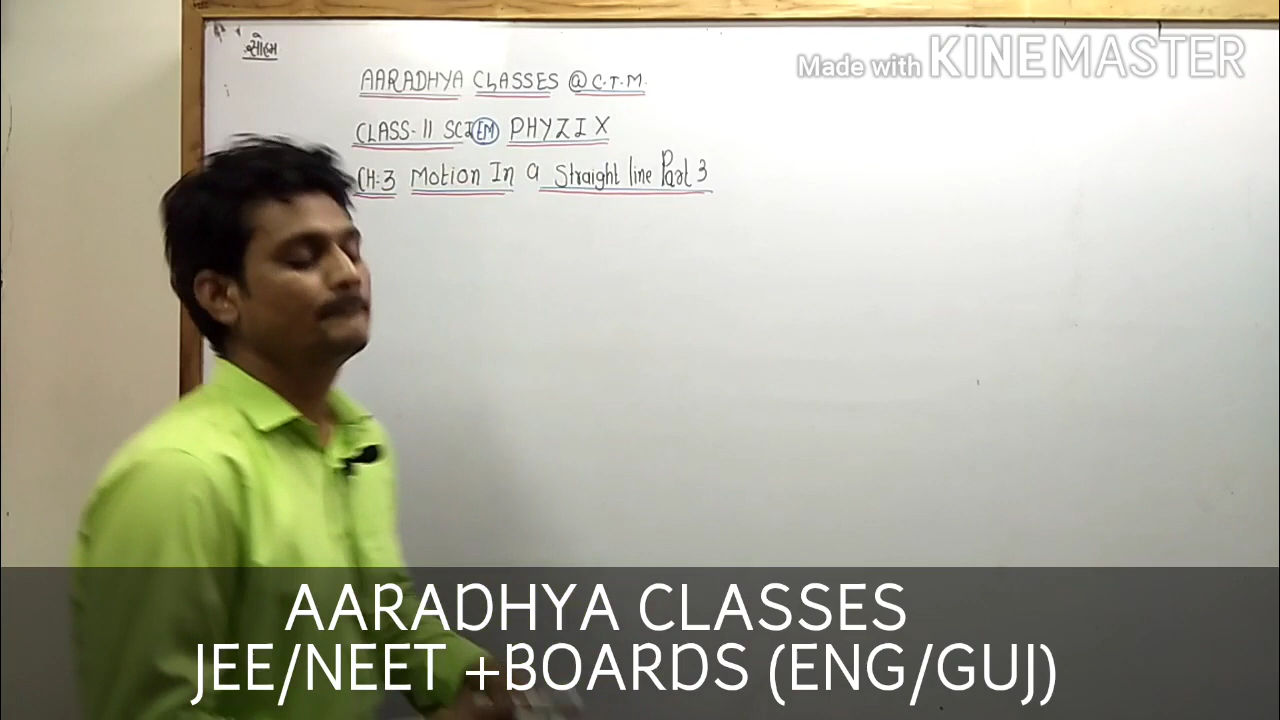 સોહમ
Made with KINEMASTER
AARADHYA CLASSES @ C.T.M.
CLASS-11 SCI EM PHYZIX
CH:3 Motion In a Straight line Part 3
AARADHYA CLASSES
JEE/NEET +BOARDS (ENG/GUJ)